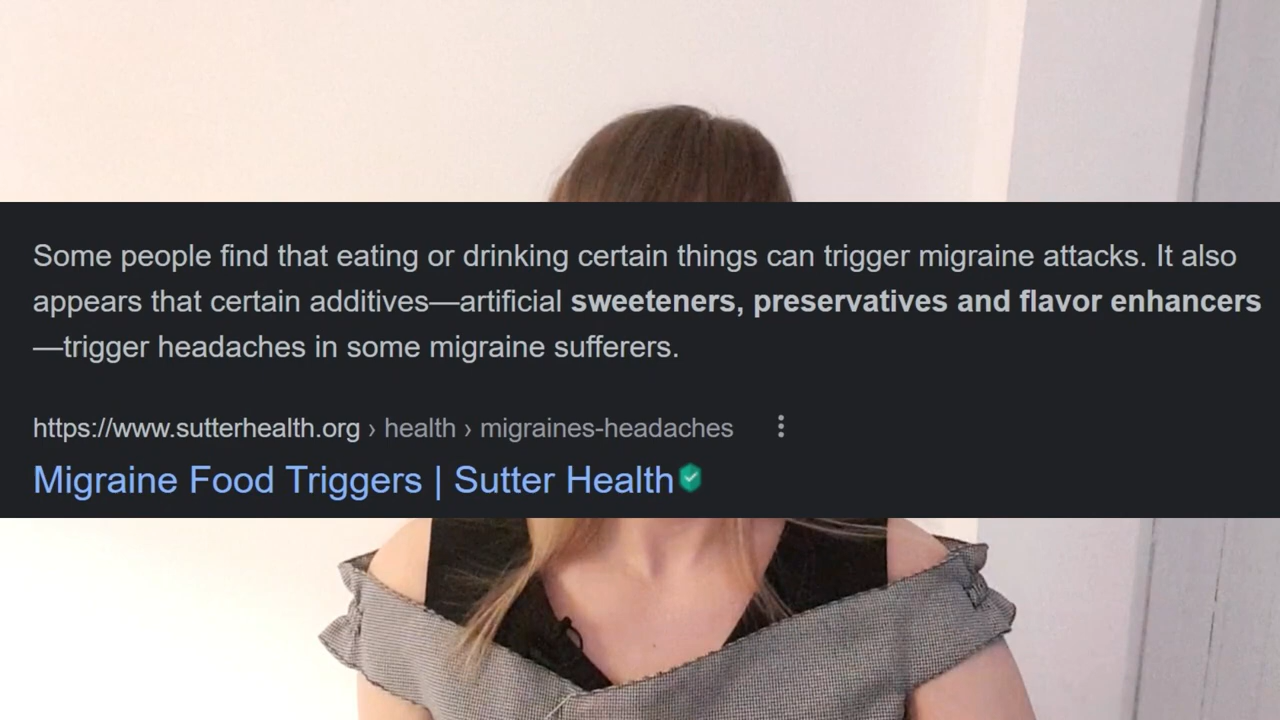 Some people find that eating or drinking certain things can trigger migraine attacks. It also
appears that certain additives—artificial sweeteners, preservatives and flavor enhancers
—trigger headaches in some migraine sufferers.
https://www.sutterhealth.org › health › migraines-headaches
Migraine Food Triggers | Sutter Health